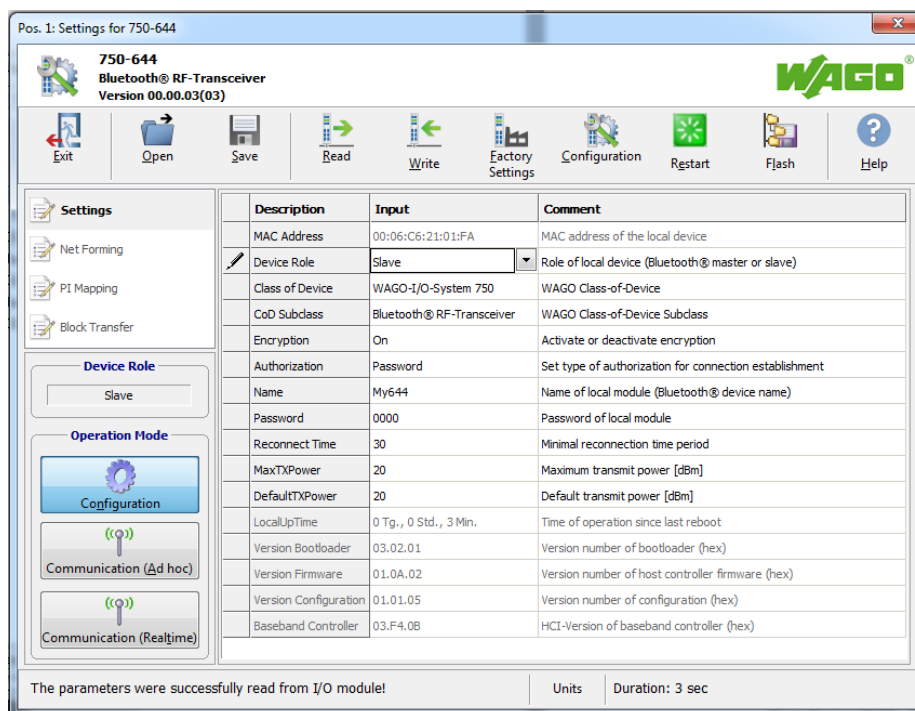 Pos. 1: Settings for 750-644
750-644
Bluetooth® RF-Transceiver
Version 00.00.03(03)
WAGO®
Exit
Open
Save
Read
Write
Factory
Settings
Configuration
Restart
Flash
Help
Settings
Net Forming
PI Mapping
Block Transfer
Device Role
Slave
Operation Mode
Configuration
Communication (Ad hoc)
Communication (Realtime)
Description Input Comment
MAC Address 00:06:C6:21:01:FA MAC address of the local device
Device Role Slave Role of local device (Bluetooth® master or slave)
Class of Device WAGO-I/O-System 750 WAGO Class-of-Device
CoD Subclass Bluetooth® RF-Transceiver WAGO Class-of-Device Subclass
Encryption On Activate or deactivate encryption
Authorization Password Set type of authorization for connection establishment
Name My644 Name of local module (Bluetooth® device name)
Password 0000 Password of local module
Reconnect Time 30 Minimal reconnection time period
MaxTXPower 20 Maximum transmit power [dBm]
DefaultTXPower 20 Default transmit power [dBm]
LocalUpTime 0 Tg., 0 Std., 3 Min. Time of operation since last reboot
Version Bootloader 03.02.01 Version number of bootloader (hex)
Version Firmware 01.0A.02 Version number of host controller firmware (hex)
Version Configuration 01.01.05 Version number of configuration (hex)
Baseband Controller 03.F4.0B HCI-Version of baseband controller (hex)
The parameters were successfully read from I/O module! Units Duration: 3 sec